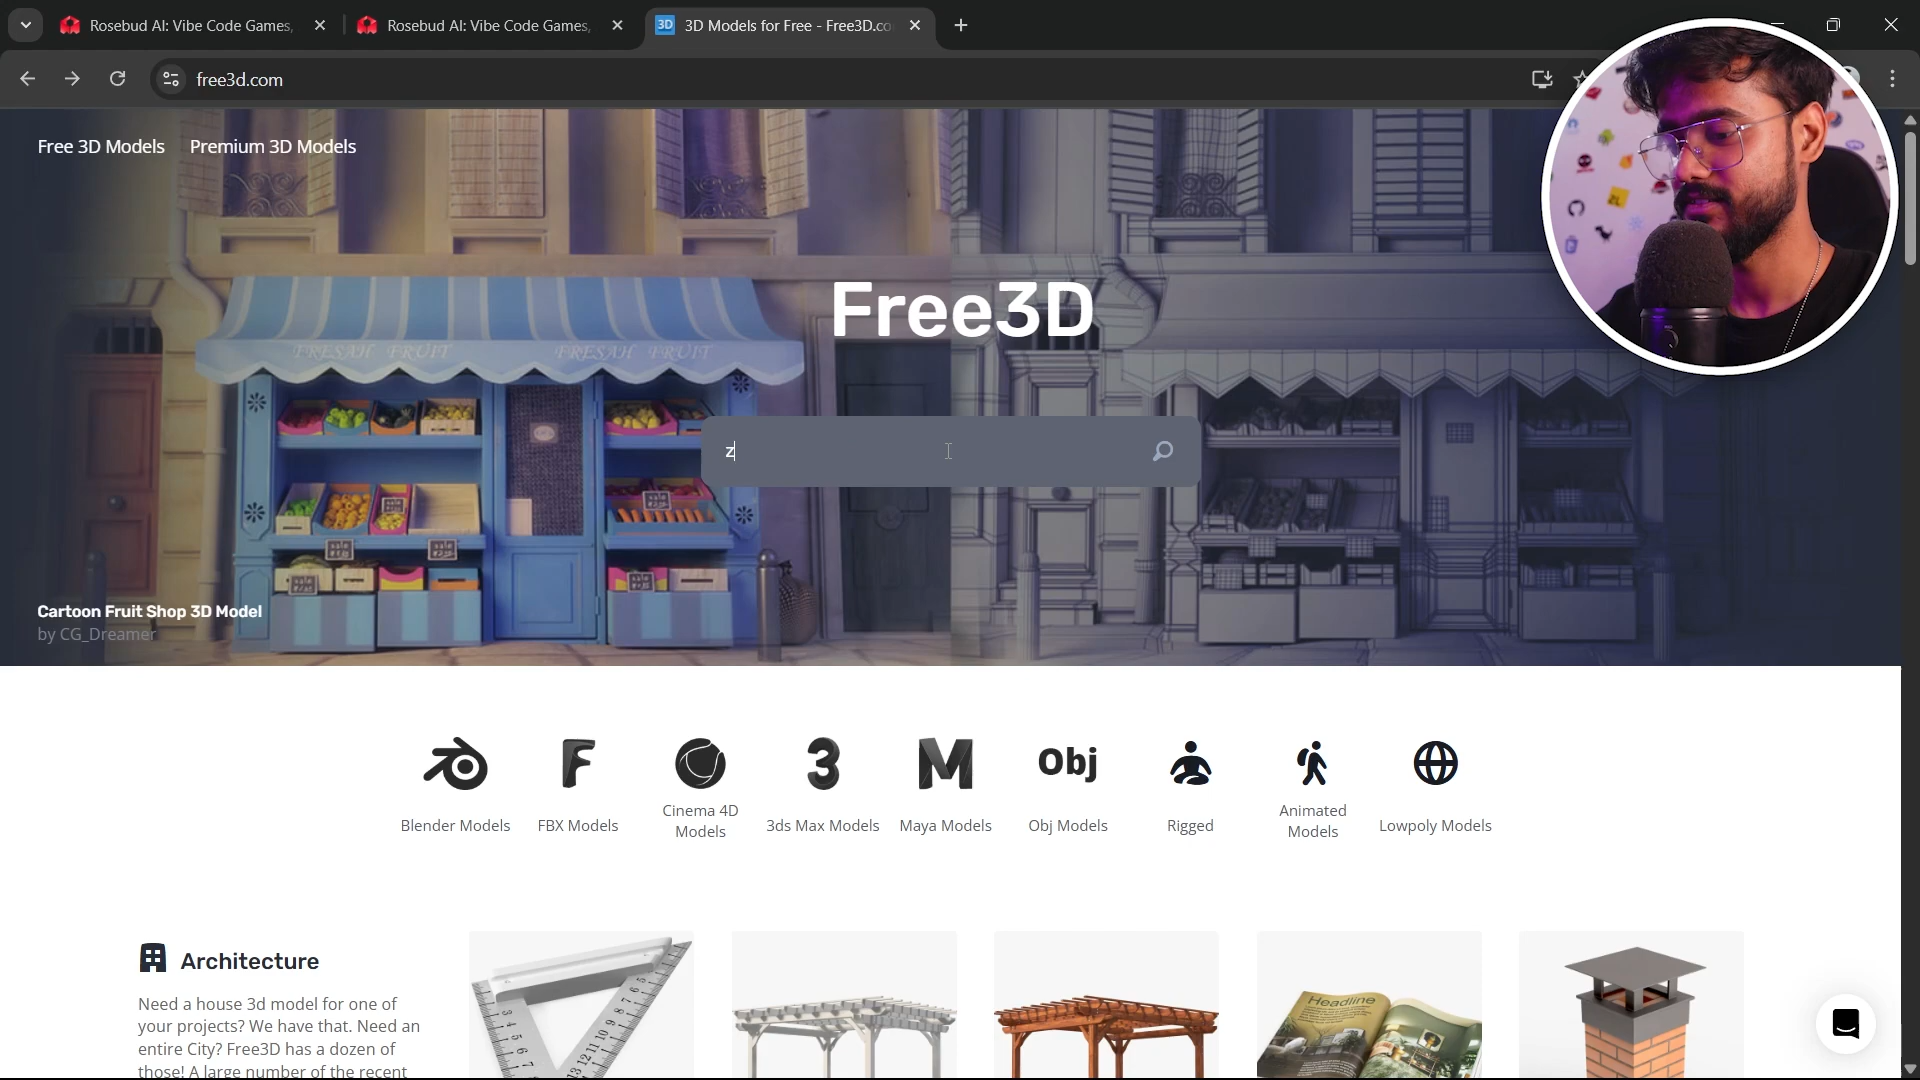 Rosebud AI: Vibe Code Games,
Rosebud AI: Vibe Code Games,
3D
3D Models for Free - Free3D.co
free3d.com
Free 3D Models
Premium 3D Models
Free3D
FRESAH FRUIT
FRESAH FRUIT
z
Cartoon Fruit Shop 3D Model
by CG_Dreamer
Obj
Blender Models
FBX Models
Cinema 4D
Models
3ds Max Models
Maya Models
Obj Models
Rigged
Animated
Models
Lowpoly Models
Architecture
Need a house 3d model for one of
your projects? We have that. Need an
entire City? Free3D has a dozen of
those! A large number of the recent
Headline